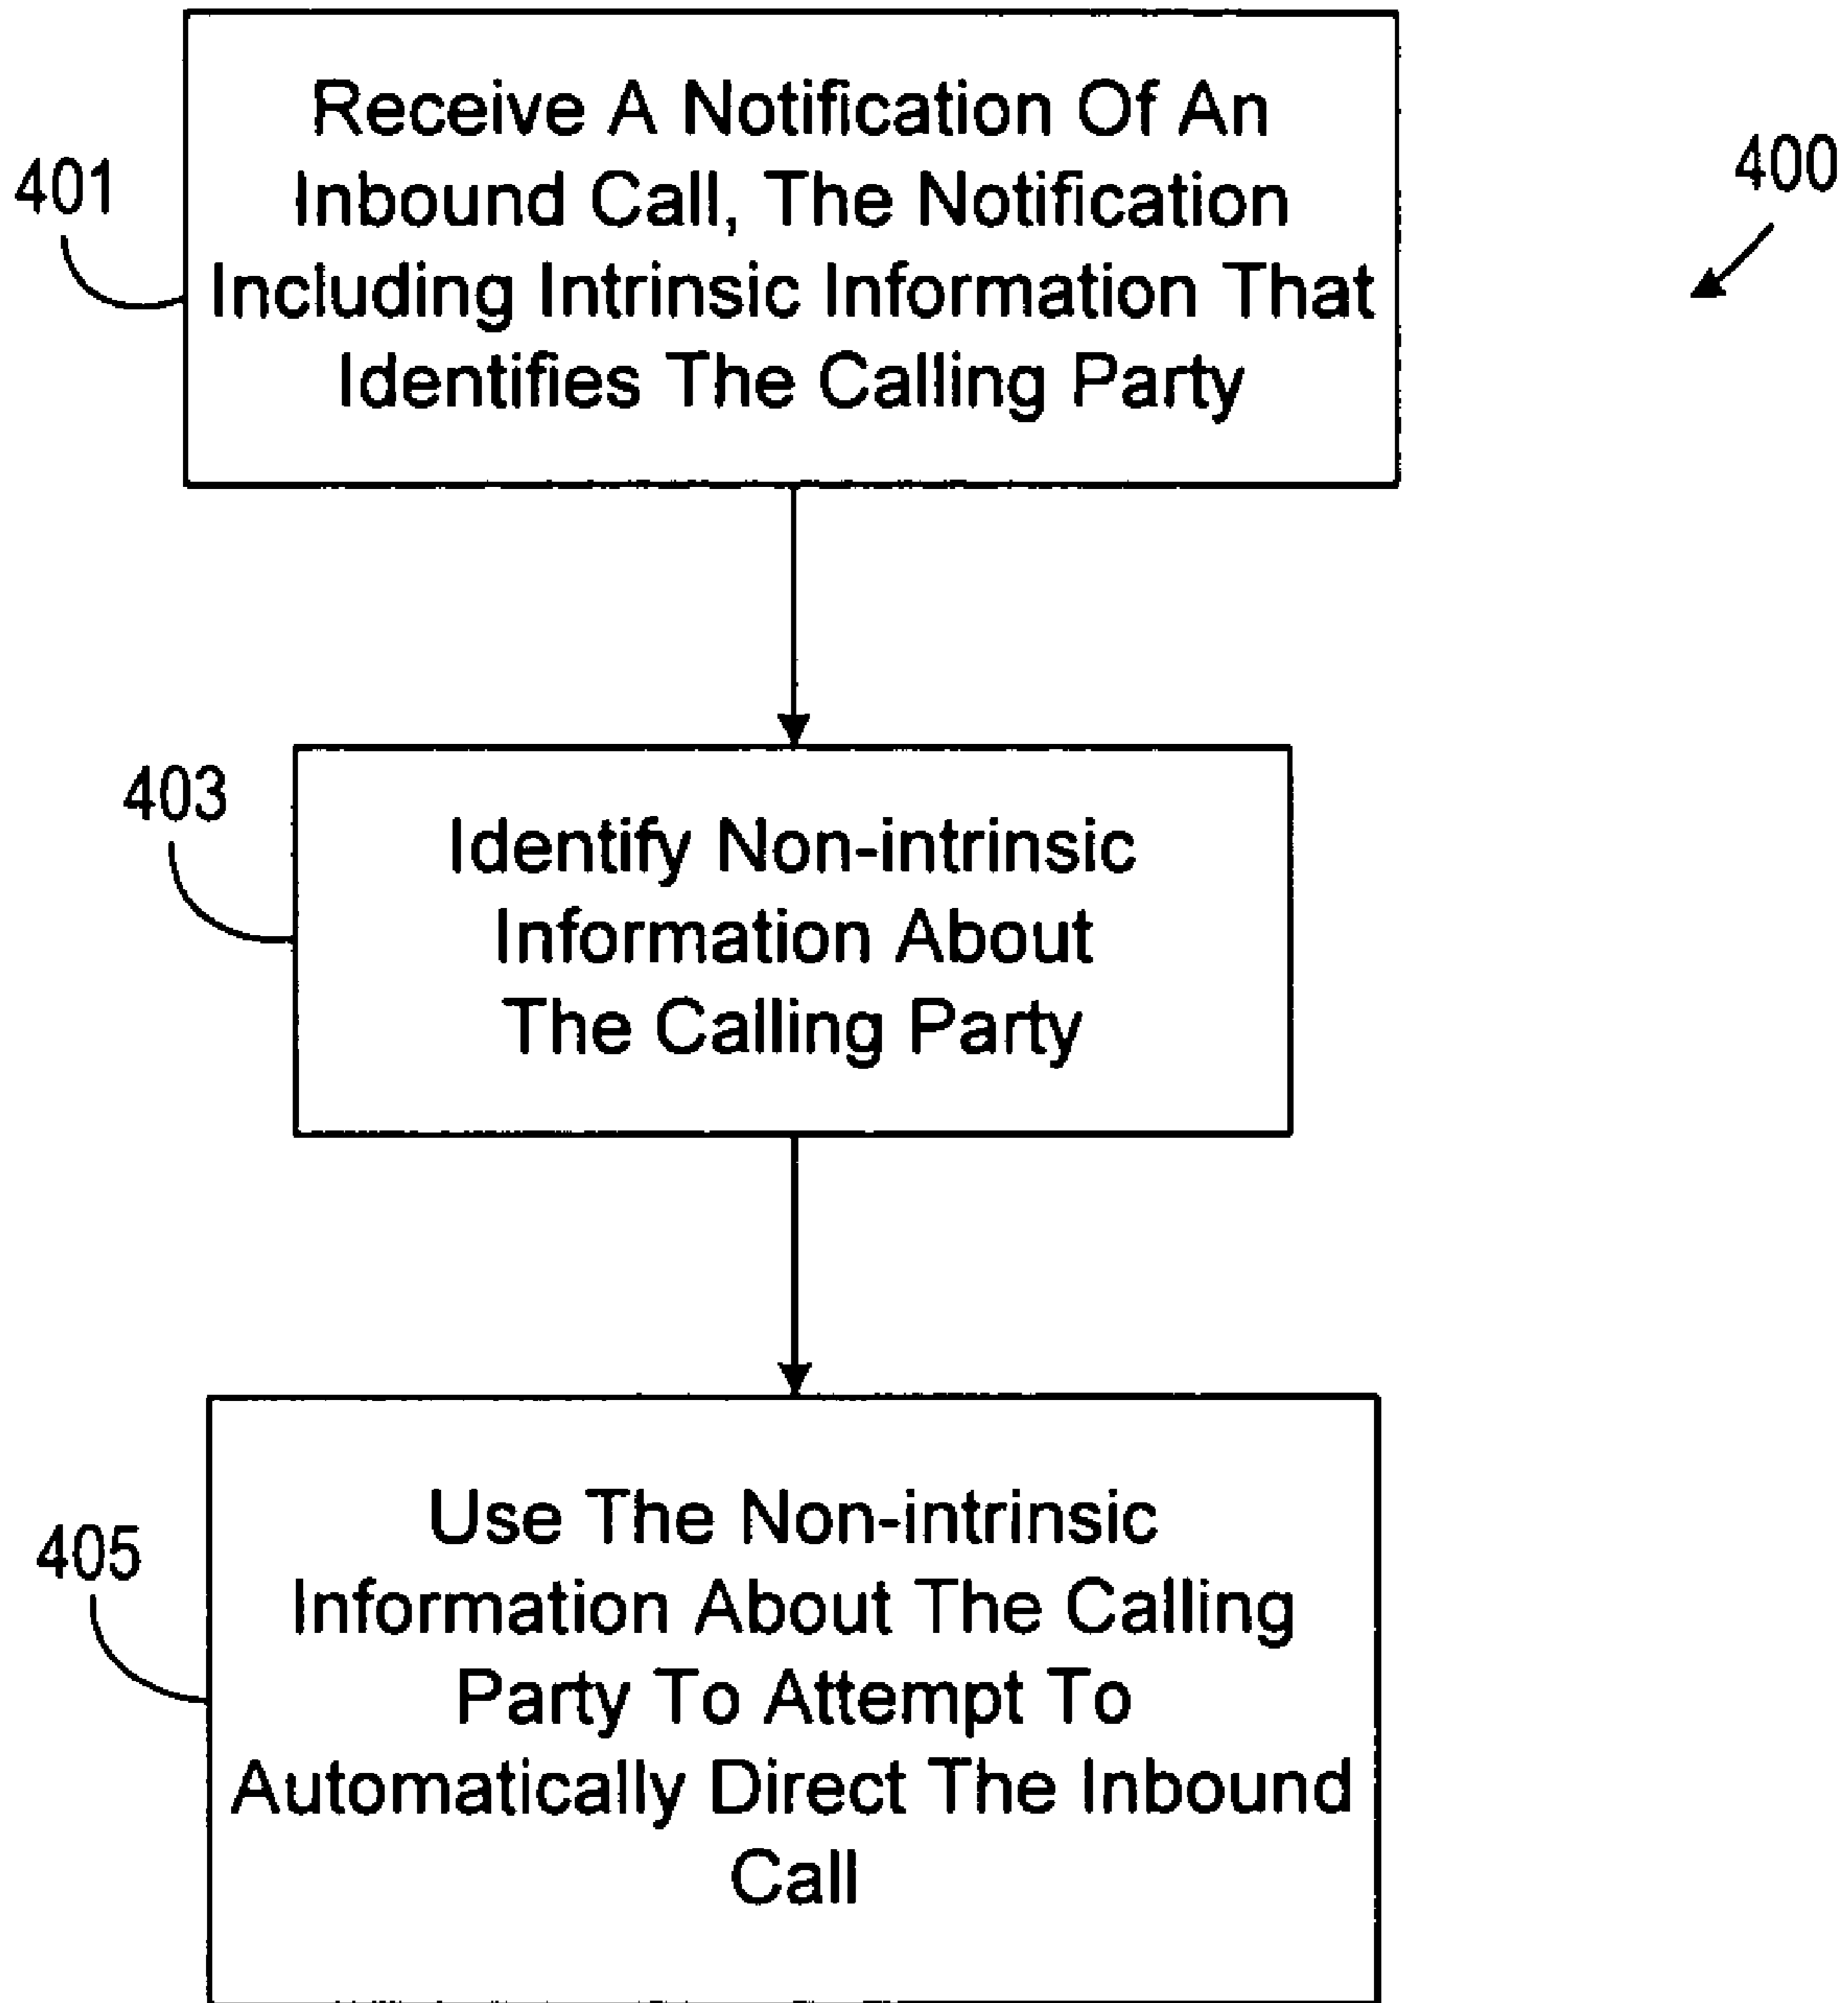 Receive A Notification Of An
Inbound Call, The Notification
Including Intrinsic Information That
Identifies The Calling Party
401
400
Identify Non-intrinsic
Information About
The Calling Party
403
Use The Non-intrinsic
Information About The Calling
Party To Attempt To
Automatically Direct The Inbound
Call
405